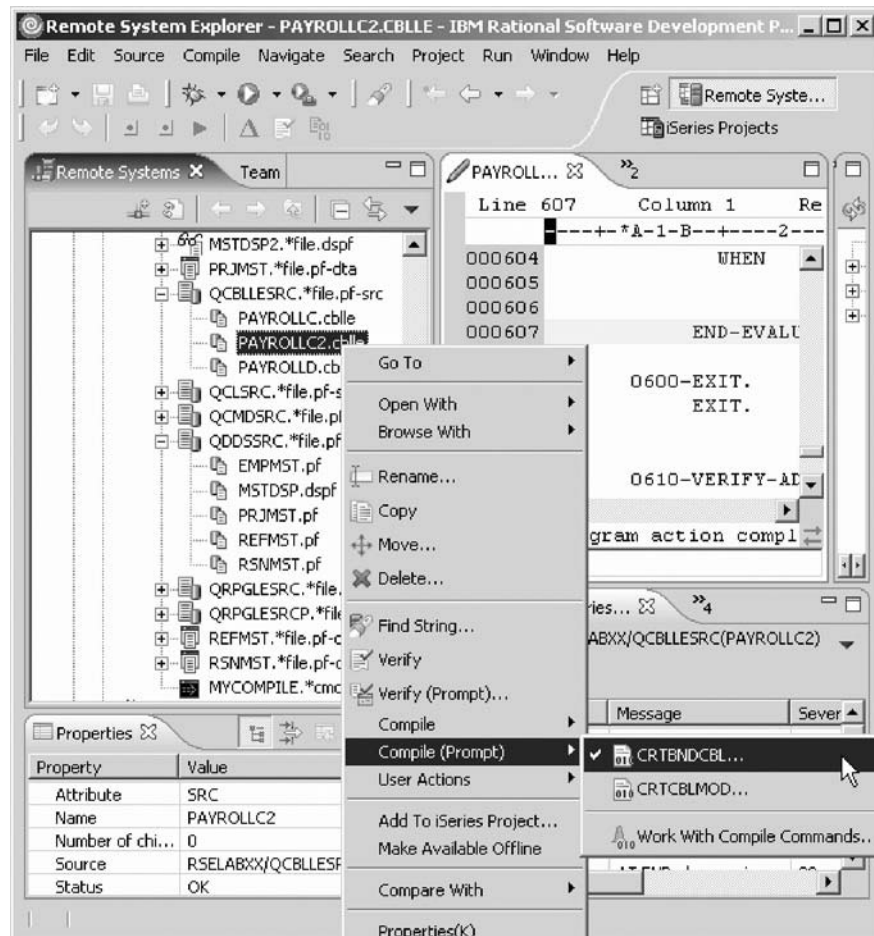 Remote System Explorer - PAYROLLC2.CBLLE - IBM Rational Software Development P...
File Edit Source Compile Navigate Search Project Run Window Help
Remote Syste...
iSeries Projects
Remote Systems Team
PAYROLL... 2
Line 607 Column 1 Re
---+-*A-1-B--+----2---
MSTDSP2.*file.dspf
PRJMST.*file.pf-dta
QCBLLESRC.*file.pf-src
PAYROLLC.cblle
PAYROLLC2.cblle
PAYROLLD.cb
QCLSRC.*file.pf-s
QCMDSRC.*file.pf
QDDSSRC.*file.pf
EMPMST.pf
MSTDSP.dspf
PRJMST.pf
REFMST.pf
RSNMST.pf
QRPGLESRC.*file.
QRPGLESRCP.*file
REFMST.*file.pf-d
RSNMST.*file.pf-d
MYCOMPILE.*cmd
000604 WHEN
000605
000606
000607 END-EVALU
0600-EXIT.
EXIT.
0610-VERIFY-AD
gram action compl
Go To
Open With
Browse With
Rename...
Copy
Move...
Delete...
Find String...
Verify
Verify (Prompt)...
Compile
Compile (Prompt)
User Actions
Add To iSeries Project...
Make Available Offline
Compare With
Properties(K)
ries... 4
ABXX/QCBLLESRC(PAYROLLC2)
Message Sever
CRTBNDCBL...
CRTCBLMOD...
Work With Compile Commands..
Properties
Property Value
Attribute SRC
Name PAYROLLC2
Number of chi... 0
Source RSELABXX/QCBLLESR
Status OK